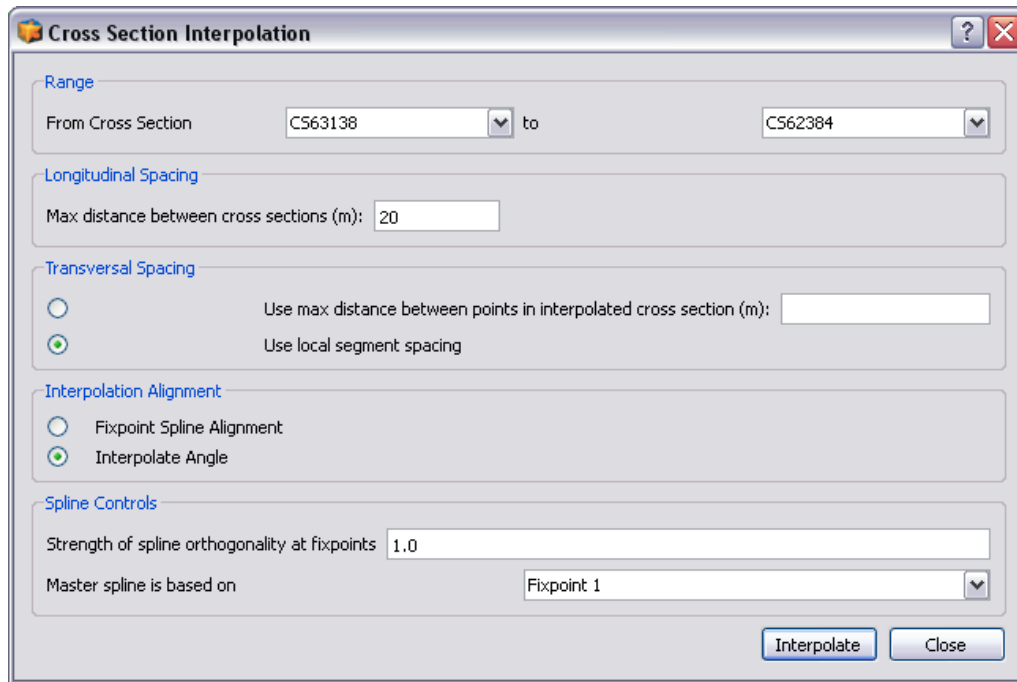 Cross Section Interpolation
Range
From Cross Section CS63138 to CS62384
Longitudinal Spacing
Max distance between cross sections (m): 20
Transversal Spacing
Use max distance between points in interpolated cross section (m):
Use local segment spacing
Interpolation Alignment
Fixpoint Spline Alignment
Interpolate Angle
Spline Controls
Strength of spline orthogonality at fixpoints 1.0
Master spline is based on Fixpoint 1
Interpolate Close